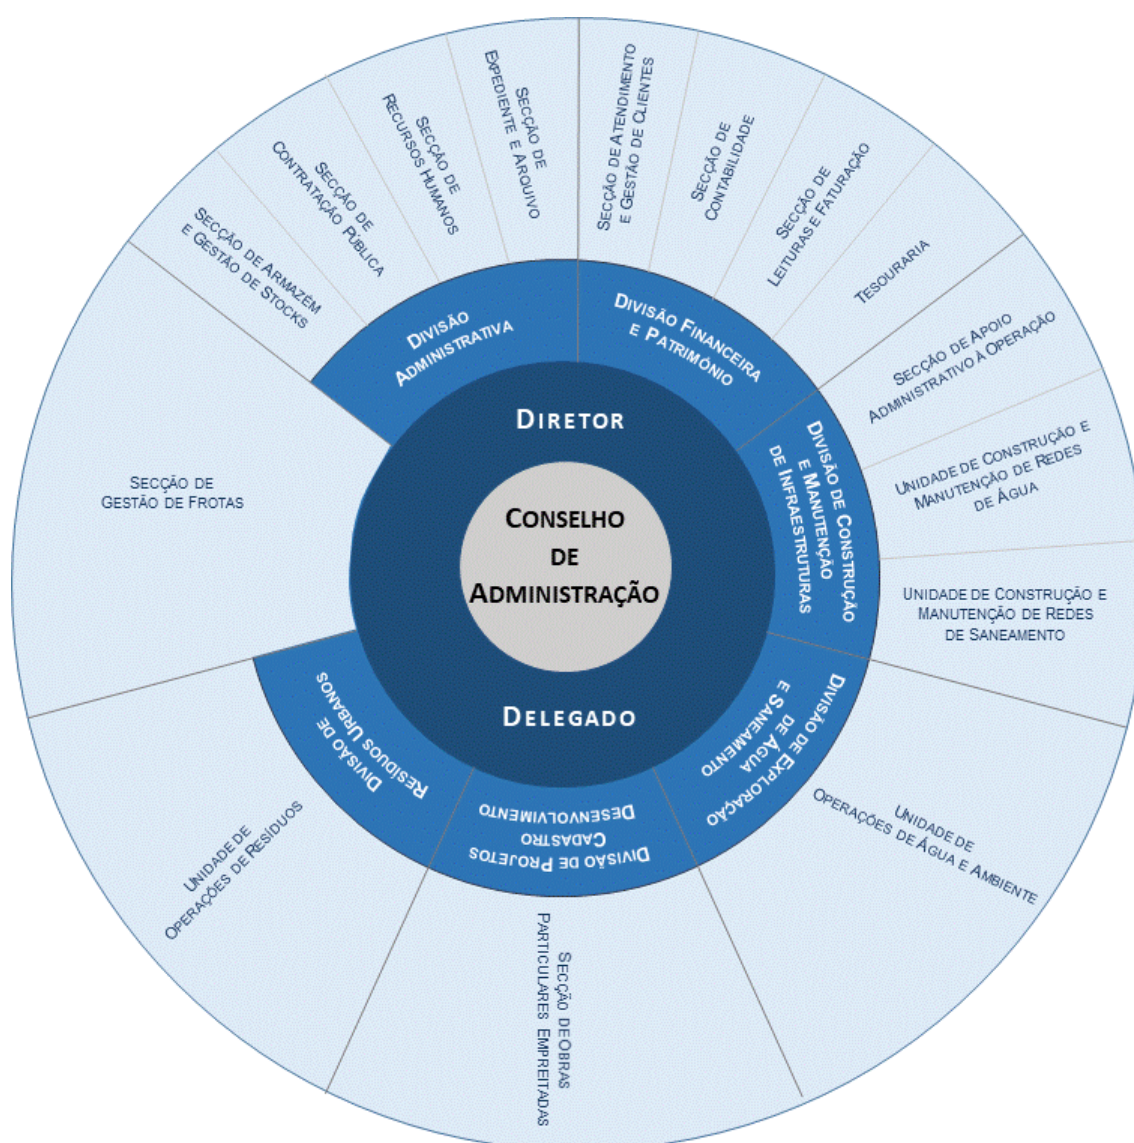 CONSELHO
DE
ADMINISTRAÇÃO
DIRETOR
DELEGADO
DIVISÃO
ADMINISTRATIVA
DIVISÃO FINANCEIRA
E PATRIMÓNIO
DIVISÃO DE CONSTRUÇÃO
E MANUTENÇÃO
DE INFRAESTRUTURAS
DIVISÃO DE EXPLORAÇÃO
DE ÁGUA
E SANEAMENTO
DIVISÃO DE PROJETOS
CADASTRO
DESENVOLVIMENTO
DIVISÃO DE
RESÍDUOS URBANOS
SECÇÃO DE
GESTÃO DE FROTAS
SECÇÃO DE ARMAZÉM
E GESTÃO DE STOCKS
SECÇÃO DE
CONTRATAÇÃO PÚBLICA
SECÇÃO DE
RECURSOS HUMANOS
SECÇÃO DE
EXPEDIENTE E ARQUIVO
SECÇÃO DE ATENDIMENTO
E GESTÃO DE CLIENTES
SECÇÃO DE
CONTABILIDADE
SECÇÃO DE
LEITURAS E FATURAÇÃO
TESOURARIA
SECÇÃO DE APOIO
ADMINISTRATIVO À OPERAÇÃO
UNIDADE DE CONSTRUÇÃO E
MANUTENÇÃO DE REDES
DE ÁGUA
UNIDADE DE CONSTRUÇÃO E
MANUTENÇÃO DE REDES
DE SANEAMENTO
UNIDADE DE
OPERAÇÕES DE ÁGUA E AMBIENTE
SECÇÃO DE OBRAS
PARTICULARES EMPREITADAS
UNIDADE DE
OPERAÇÕES DE RESÍDUOS